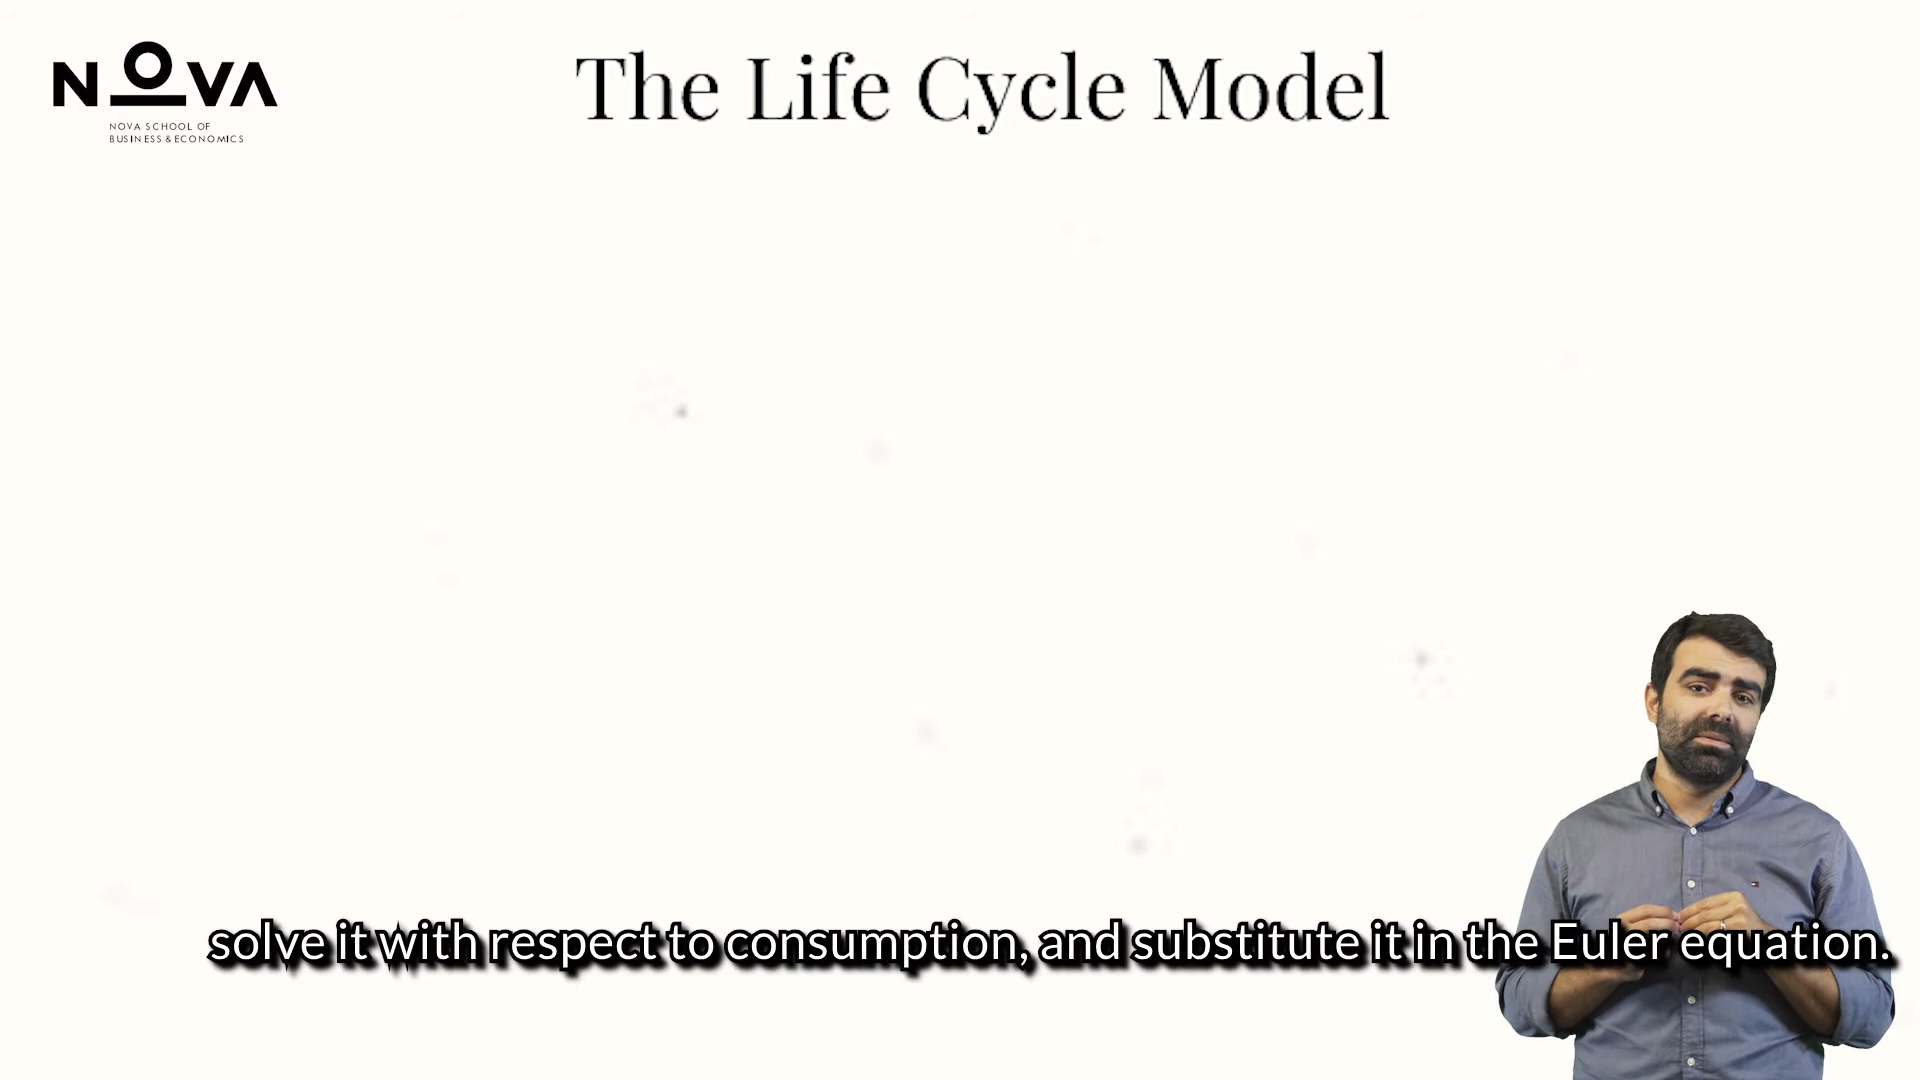 NOVA
NOVA SCHOOL OF
BUSINESS & ECONOMICS
The Life Cycle Model
solve it with respect to consumption, and substitute it in the Euler equation.